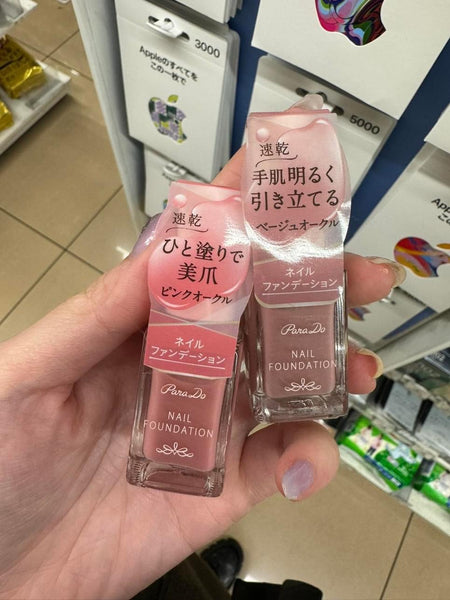 3000
Appleのすべてを
この一枚で
5000
速乾
手肌明るく
引き立てる
ベージュオークル
ネイル
ファンデーション
Para Do
NAIL
FOUNDATION
速乾
ひと塗りで
美爪
ピンクオークル
ネイル
ファンデーション
Para Do
NAIL
FOUNDATION